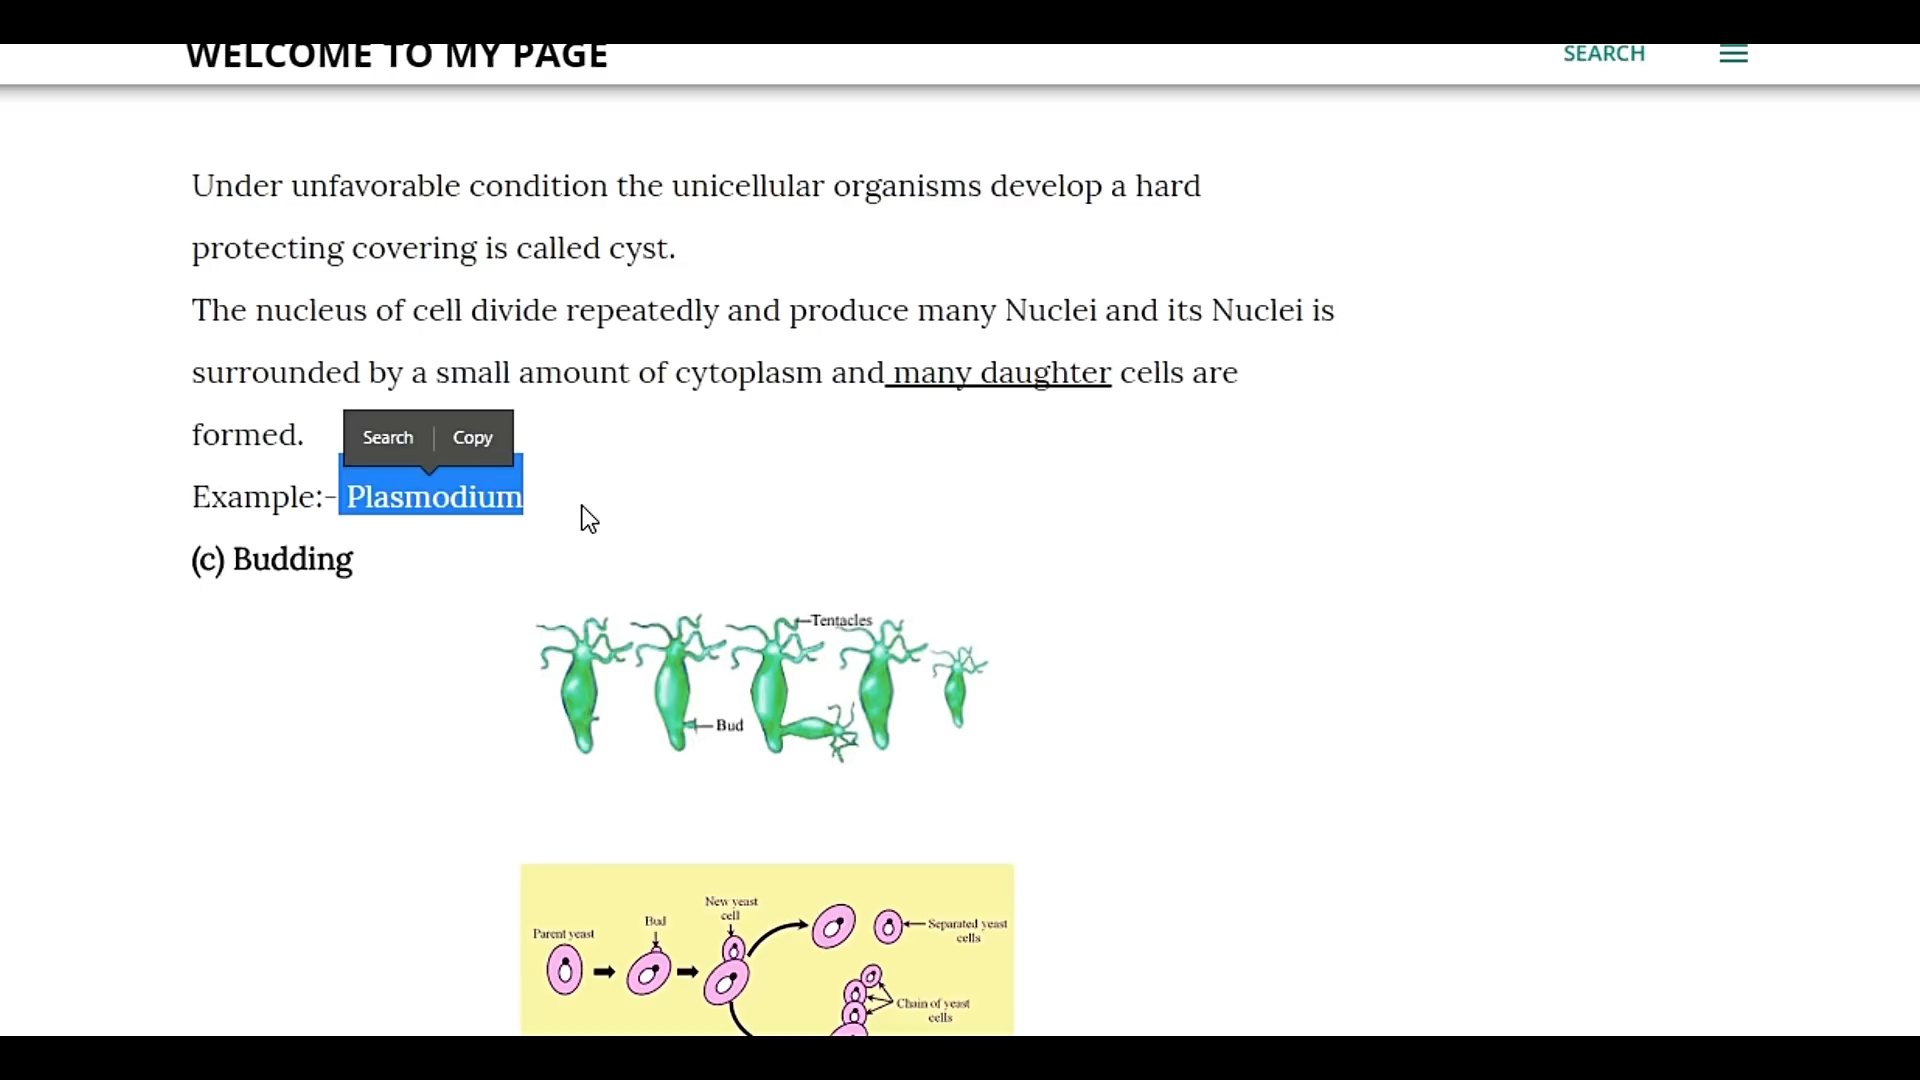 WELCOME TO MY PAGE
SEARCH
Under unfavorable condition the unicellular organisms develop a hard
protecting covering is called cyst.
The nucleus of cell divide repeatedly and produce many Nuclei and its Nuclei is
surrounded by a small amount of cytoplasm and many daughter cells are
formed.
Search Copy
Example:- Plasmodium
(c) Budding
Tentacles
Bud
New yeast
cell
Bud
Parent yeast
Separated yeast
cells
Chain of yeast
cells